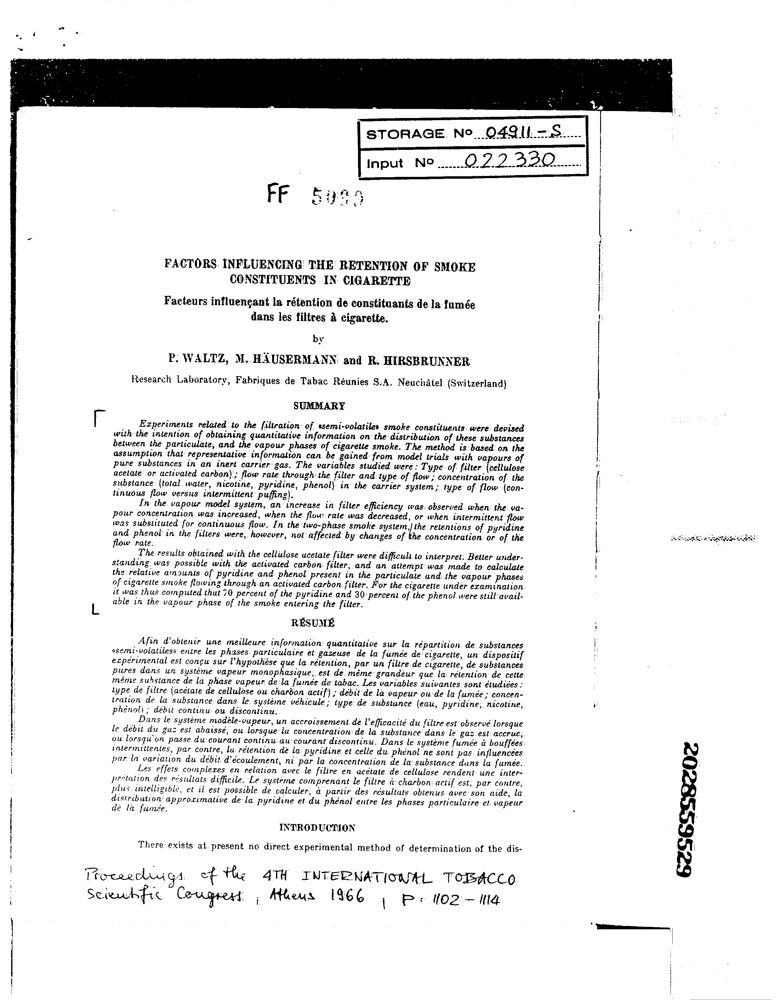 STORAGE Nº 04911-S
Input Nº 022330
FF
FACTORS INFLUENCING THE RETENTION OF SMOKE
CONSTITUENTS IN CIGARETTE
Facteurs influençant la rétention de constituants de la fumée
dans les filtres à cigarette.
by
P. WALTZ, M. HÄUSERMANN and R. HIRSBRUNNER
Research Laboratory, Fabriques de Tabac Réunies S.A. Neuchâtel (Switzerland)
SUMMARY
Experiments related to the filtration of «semi-volatile» smoke constituents were devised
with the intention of obtaining quantitative information on the distribution of these substances
between the particulate, and the vapour phases of cigarette smoke. The method is based on the
assumption that representative information can be gained from model trials with vapours of
pure substances in an inert carrier gas. The variables studied were: Type of filter (cellulose
acetate or activated carbon); flow rate through the filter and type of flow; concentration of the
substance (total water, nicotine, pyridine, phenol) in the carrier system; type of flow (con-
tinuous flow versus intermittent puffing).
In the vapour model system, an increase in filter efficiency was observed when the va-
pour concentration was increased, when the flow rate was decreased, or when intermittent flow
was substituted for continuous flow. In the two-phase smoke system, the retentions of pyridine
and phenol in the filters were, however, not affected by changes of the concentration or of the
flow rate.
The results obtained with the cellulose acetate filter were difficult to interpret. Better under-
standing was possible with the activated carbon filter, and an attempt was made to calculate
the relative amounts of pyridine and phenol present in the particulate and the vapour phases
of cigarette smoke flowing through an activated carbon filter. For the cigarette under examination
it was thus computed that 70 percent of the pyridine and 30 percent of the phenol were still avail-
able in the vapour phase of the smoke entering the filter.
RÉSUMÉ
Afin d'obtenir une meilleure information quantitative sur la répartition de substances
«semi-volatiles» entre les phases particulaire et gazeuse de la fumée de cigarette, un dispositif
expérimental est conçu sur l'hypothèse que la rétention, par un filtre de cigarette, de substances
pures dans un système vapeur monophasique, est de même grandeur que la rétention de cette
même substance de la phase vapeur de la fumée de tabac. Les variables suivantes sont étudiées:
type de filtre (acétate de cellulose ou charbon actif); débit de la vapeur ou de la fumée; concen-
tration de la substance dans le système véhicule; type de substance (eau, pyridine, nicotine,
phénol); débit continu ou discontinu.
Dans le système modèle-vapeur, un accroissement de l'efficacité du filtre est observé lorsque
le débit du gaz est abaissé, ou lorsque la concentration de la substance dans le gaz est accrue,
ou lorsqu'on passe du courant continu au courant discontinu. Dans le système fumée à bouffées
intermittentes, par contre, la rétention de la pyridine et celle du phénol ne sont pas influencées
par la variation du débit d'écoulement, ni par la concentration de la substance dans la fumée.
Les effets complexes en relation avec le filtre en acétate de cellulose rendent une inter-
prétation des résultats difficile. Le système comprenant le filtre à charbon actif est, par contre,
plus intelligible, et il est possible de calculer, à partir des résultats obtenus avec son aide, la
distribution approximative de la pyridine et du phénol entre les phases particulaire et vapeur
de la fumée.
INTRODUCTION
There exists at present no direct experimental method of determination of the dis-
Proceedings of the 4TH INTERNATIONAL TOBACCO
Scientific Congress, Athens 1966, P. 1102-1114
2028559529